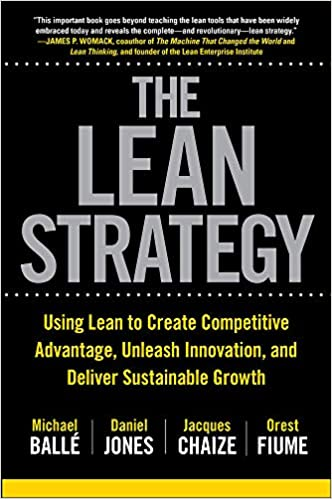 "This important book goes beyond teaching the lean tools that have been widely
embraced today and reveals the complete—and revolutionary—lean strategy."
—JAMES P. WOMACK, coauthor of The Machine That Changed the World and
Lean Thinking, and founder of the Lean Enterprise Institute
THE
LEAN
STRATEGY
Using Lean to Create Competitive
Advantage, Unleash Innovation, and
Deliver Sustainable Growth
Michael Daniel Jacques Orest
BALLÉ JONES CHAIZE FIUME